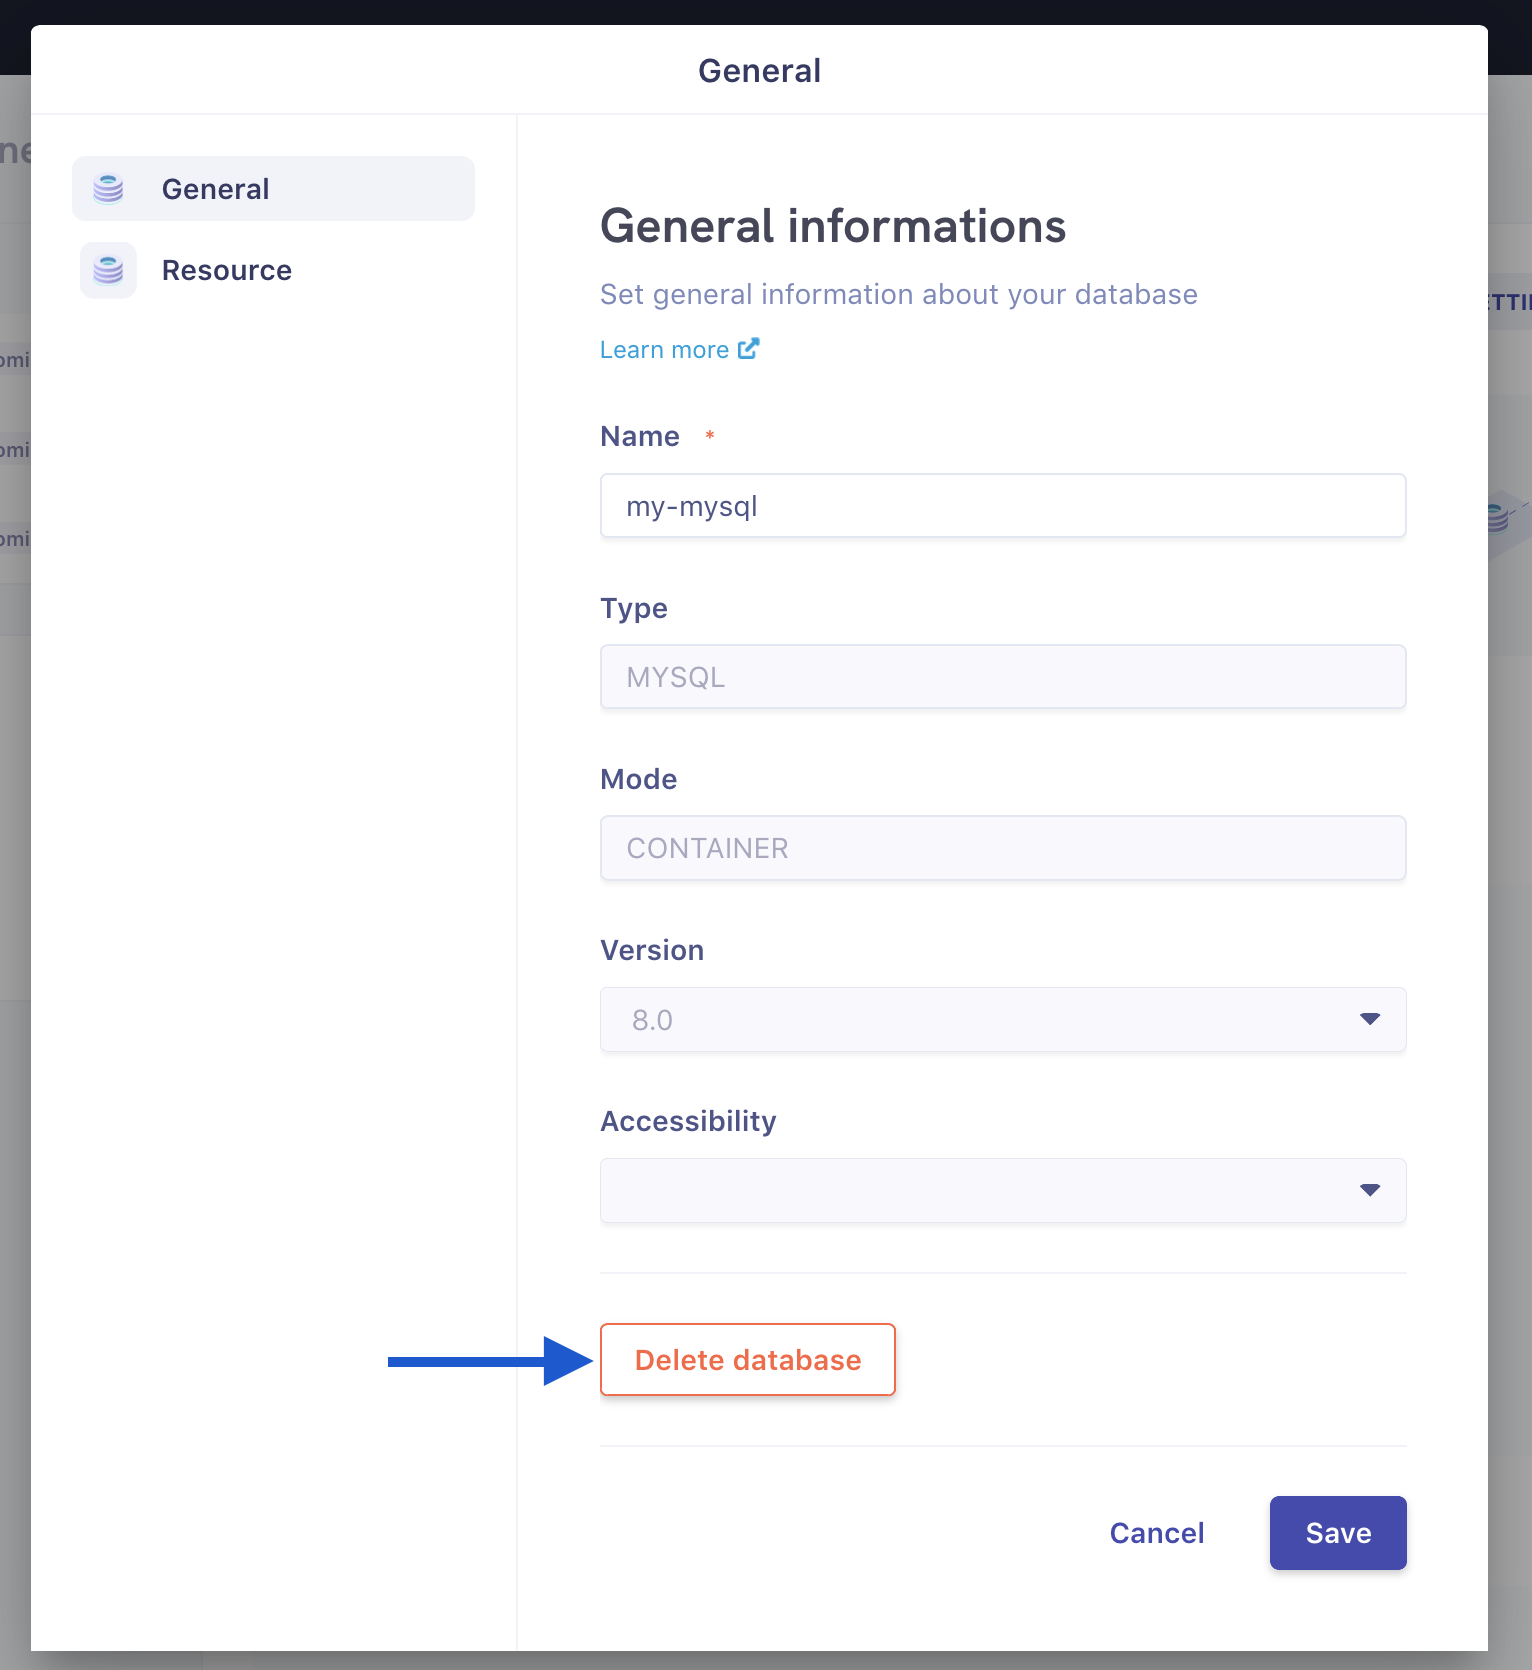 General
General
Resource
General informations
Set general information about your database
Learn more
Name *
my-mysql
Type
MYSQL
Mode
CONTAINER
Version
8.0
Accessibility
Delete database
Cancel
Save